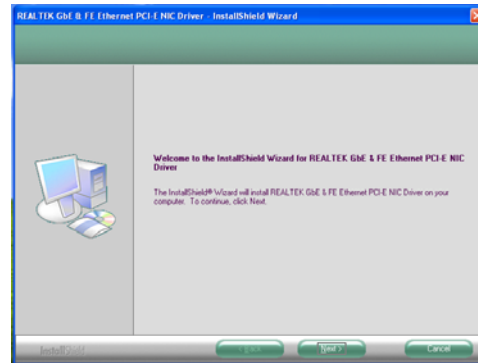 REALTEK GbE & FE Ethernet PCI-E NIC Driver - InstallShield Wizard
Welcome to the InstallShield Wizard for REALTEK GbE & FE Ethernet PCI-E NIC
Driver
The InstallShield® Wizard will install REALTEK GbE & FE Ethernet PCI-E NIC Driver on your
computer. To continue, click Next.
InstallShield
< Back
Next >
Cancel